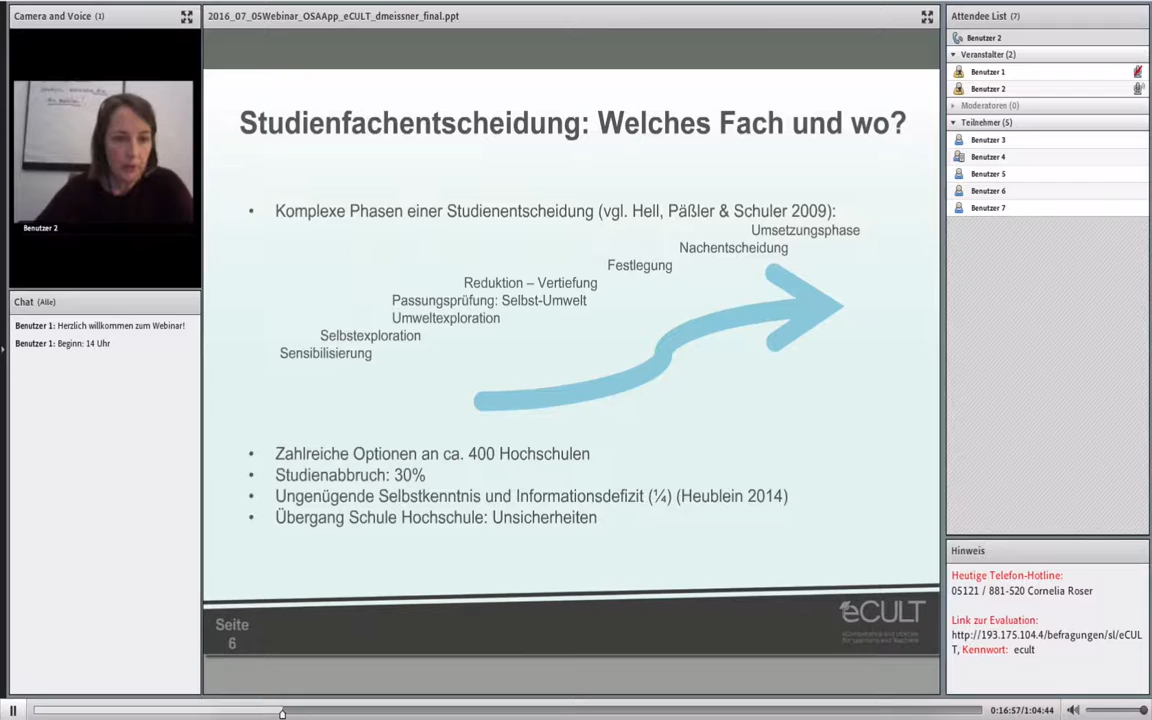 Camera and Voice (1)
Benutzer 2
Chat (Alle)
Benutzer 1: Herzlich willkommen zum Webinar!
Benutzer 1: Beginn: 14 Uhr
2016_07_05Webinar_OSAApp_eCULT_dmeissner_final.ppt
Studienfachentscheidung: Welches Fach und wo?
• Komplexe Phasen einer Studienentscheidung (vgl. Hell, Päßler & Schuler 2009):
Umsetzungsphase
Nachentscheidung
Festlegung
Reduktion – Vertiefung
Passungsprüfung: Selbst-Umwelt
Umweltexploration
Selbstexploration
Sensibilisierung
• Zahlreiche Optionen an ca. 400 Hochschulen
• Studienabbruch: 30%
• Ungenügende Selbstkenntnis und Informationsdefizit (¼) (Heublein 2014)
• Übergang Schule Hochschule: Unsicherheiten
Seite
6
eCULT
Attendee List (7)
Benutzer 2
Veranstalter (2)
Benutzer 1
Benutzer 2
Moderatoren (0)
Teilnehmer (5)
Benutzer 3
Benutzer 4
Benutzer 5
Benutzer 6
Benutzer 7
Hinweis
Heutige Telefon-Hotline:
05121 / 881-520 Cornelia Roser
Link zur Evaluation:
http://193.175.104.4/befragungen/sl/eCUL
T, Kennwort: ecult
0:16:57/1:04:44